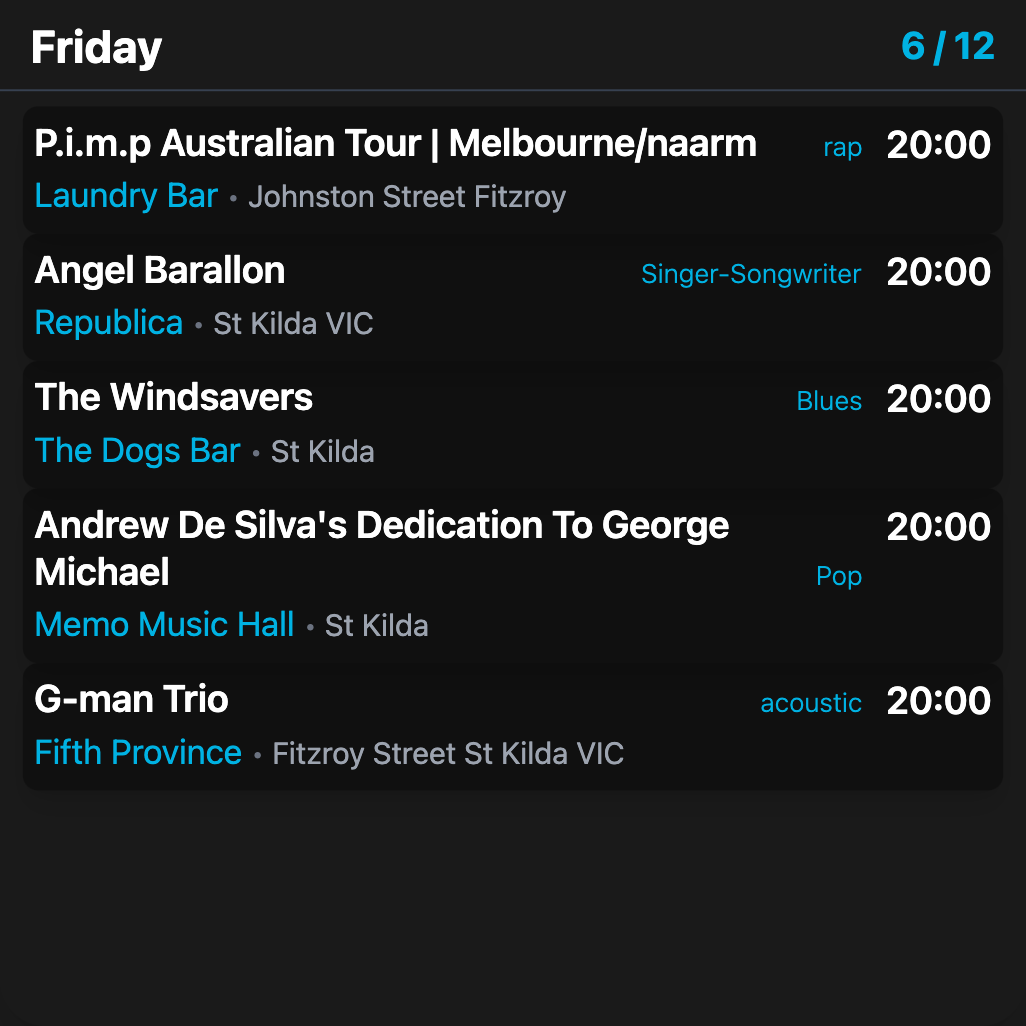 Friday 6 / 12
P.i.m.p Australian Tour | Melbourne/naarm rap 20:00
Laundry Bar • Johnston Street Fitzroy
Angel Barallon Singer-Songwriter 20:00
Republica • St Kilda VIC
The Windsavers Blues 20:00
The Dogs Bar • St Kilda
Andrew De Silva's Dedication To George 20:00
Michael Pop
Memo Music Hall • St Kilda
G-man Trio acoustic 20:00
Fifth Province • Fitzroy Street St Kilda VIC